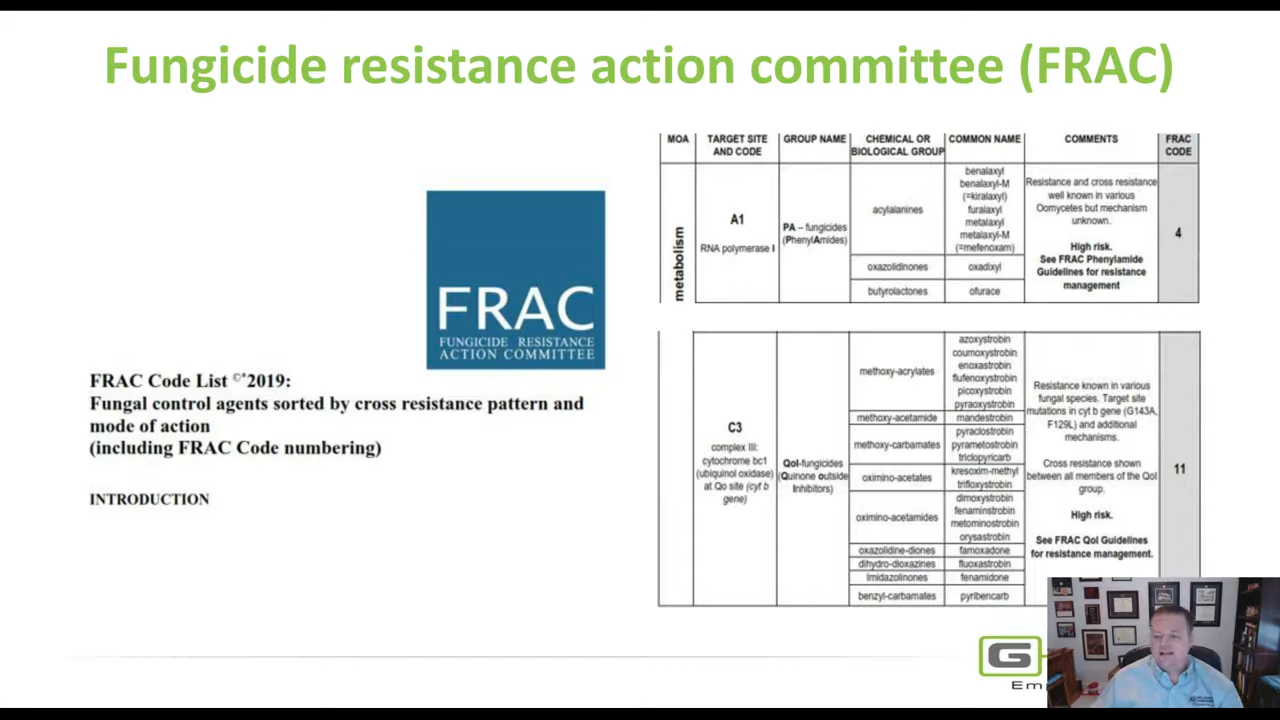 Fungicide resistance action committee (FRAC)
FRAC
FUNGICIDE RESISTANCE
ACTION COMMITTEE
FRAC Code List ©*2019:
Fungal control agents sorted by cross resistance pattern and
mode of action
(including FRAC Code numbering)
INTRODUCTION
MOA
TARGET SITE
AND CODE
GROUP NAME
CHEMICAL OR
BIOLOGICAL GROUP
COMMON NAME
COMMENTS
FRAC
CODE
metabolism
A1
RNA polymerase I
PA – fungicides
(PhenylAmides)
acylalanines
benalaxyl
benalaxyl-M
(=kiralaxyl)
furalaxyl
metalaxyl
metalaxyl-M
(=mefenoxam)
oxazolidinones
oxadixyl
butyrolactones
ofurace
Resistance and cross resistance
well known in various
Oomycetes but mechanism
unknown.
High risk.
See FRAC Phenylamide
Guidelines for resistance
management
4
C3
complex III:
cytochrome bc1
(ubiquinol oxidase)
at Qo site (cyt b
gene)
QoI-fungicides
(Quinone outside
Inhibitors)
methoxy-acrylates
azoxystrobin
coumoxystrobin
enoxastrobin
flufenoxystrobin
picoxystrobin
pyraoxystrobin
methoxy-acetamide
mandestrobin
methoxy-carbamates
pyraclostrobin
pyrametostrobin
triclopyricarb
oximino-acetates
kresoxim-methyl
trifloxystrobin
oximino-acetamides
dimoxystrobin
fenaminstrobin
metominostrobin
orysastrobin
oxazolidine-diones
famoxadone
dihydro-dioxazines
fluoxastrobin
Imidazolinones
fenamidone
benzyl-carbamates
pyribencarb
Resistance known in various
fungal species. Target site
mutations in cyt b gene (G143A,
F129L) and additional
mechanisms.
Cross resistance shown
between all members of the QoI
group.
High risk.
See FRAC QoI Guidelines
for resistance management.
11
G
Em